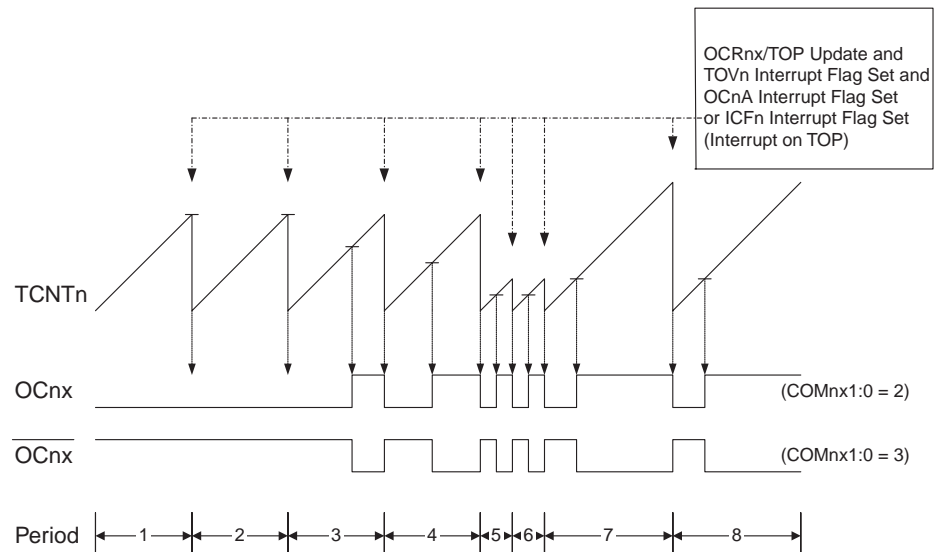 OCRnx/TOP Update and
TOVn Interrupt Flag Set and
OCnA Interrupt Flag Set
or ICFn Interrupt Flag Set
(Interrupt on TOP)
TCNTn
OCnx
(COMnx1:0 = 2)
OCnx
(COMnx1:0 = 3)
Period 1 2 3 4 5 6 7 8